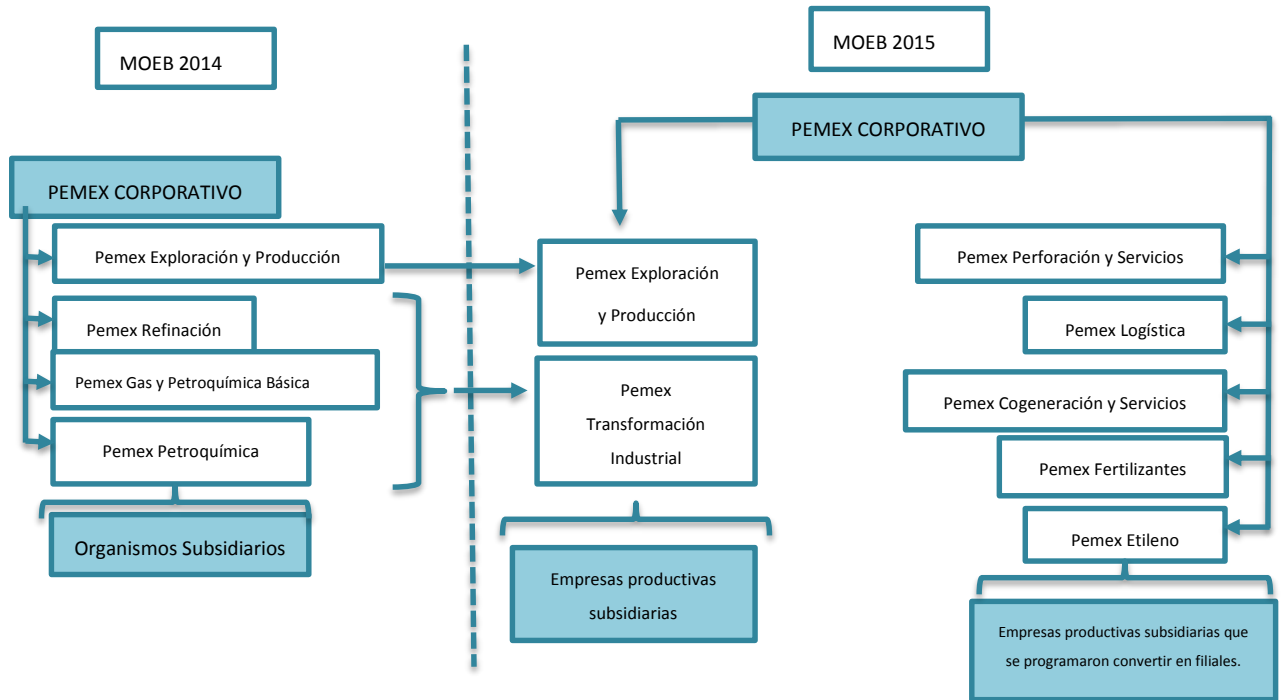 MOEB 2014
PEMEX CORPORATIVO
Pemex Exploración y Producción
Pemex Refinación
Pemex Gas y Petroquímica Básica
Pemex Petroquímica
Organismos Subsidiarios
MOEB 2015
PEMEX CORPORATIVO
Pemex Exploración
y Producción
Pemex
Transformación
Industrial
Empresas productivas
subsidiarias
Pemex Perforación y Servicios
Pemex Logística
Pemex Cogeneración y Servicios
Pemex Fertilizantes
Pemex Etileno
Empresas productivas subsidiarias que
se programaron convertir en filiales.